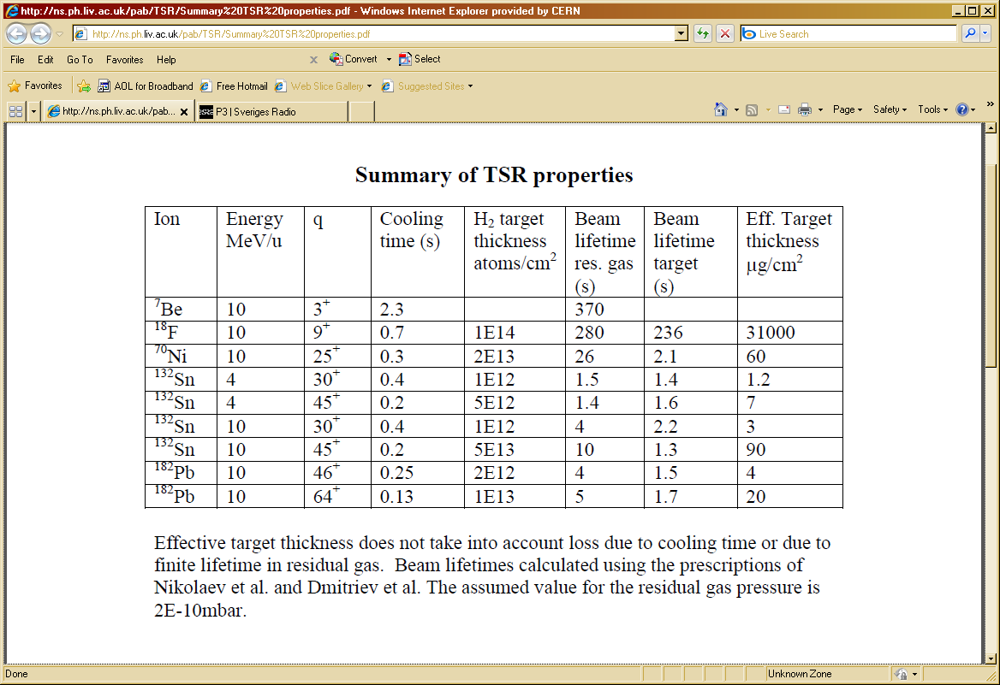 http://ns.ph.liv.ac.uk/pab/TSR/Summary%20TSR%20properties.pdf - Windows Internet Explorer provided by CERN
http://ns.ph.liv.ac.uk/pab/TSR/Summary%20TSR%20properties.pdf Live Search
File Edit Go To Favorites Help x Convert Select
Favorites AOL for Broadband Free Hotmail Web Slice Gallery Suggested Sites
http://ns.ph.liv.ac.uk/pab... x P3 | Sveriges Radio Page Safety Tools »
Summary of TSR properties
Ion Energy q Cooling H₂ target Beam Beam Eff. Target
MeV/u time (s) thickness lifetime lifetime thickness
atoms/cm² res. gas target µg/cm²
(s) (s)
⁷Be 10 3⁺ 2.3 370
¹⁸F 10 9⁺ 0.7 1E14 280 236 31000
⁷⁰Ni 10 25⁺ 0.3 2E13 26 2.1 60
¹³²Sn 4 30⁺ 0.4 1E12 1.5 1.4 1.2
¹³²Sn 4 45⁺ 0.2 5E12 1.4 1.6 7
¹³²Sn 10 30⁺ 0.4 1E12 4 2.2 3
¹³²Sn 10 45⁺ 0.2 5E13 10 1.3 90
¹⁸²Pb 10 46⁺ 0.25 2E12 4 1.5 4
¹⁸²Pb 10 64⁺ 0.13 1E13 5 1.7 20
Effective target thickness does not take into account loss due to cooling time or due to
finite lifetime in residual gas.  Beam lifetimes calculated using the prescriptions of
Nikolaev et al. and Dmitriev et al. The assumed value for the residual gas pressure is
2E-10mbar.
Done Unknown Zone